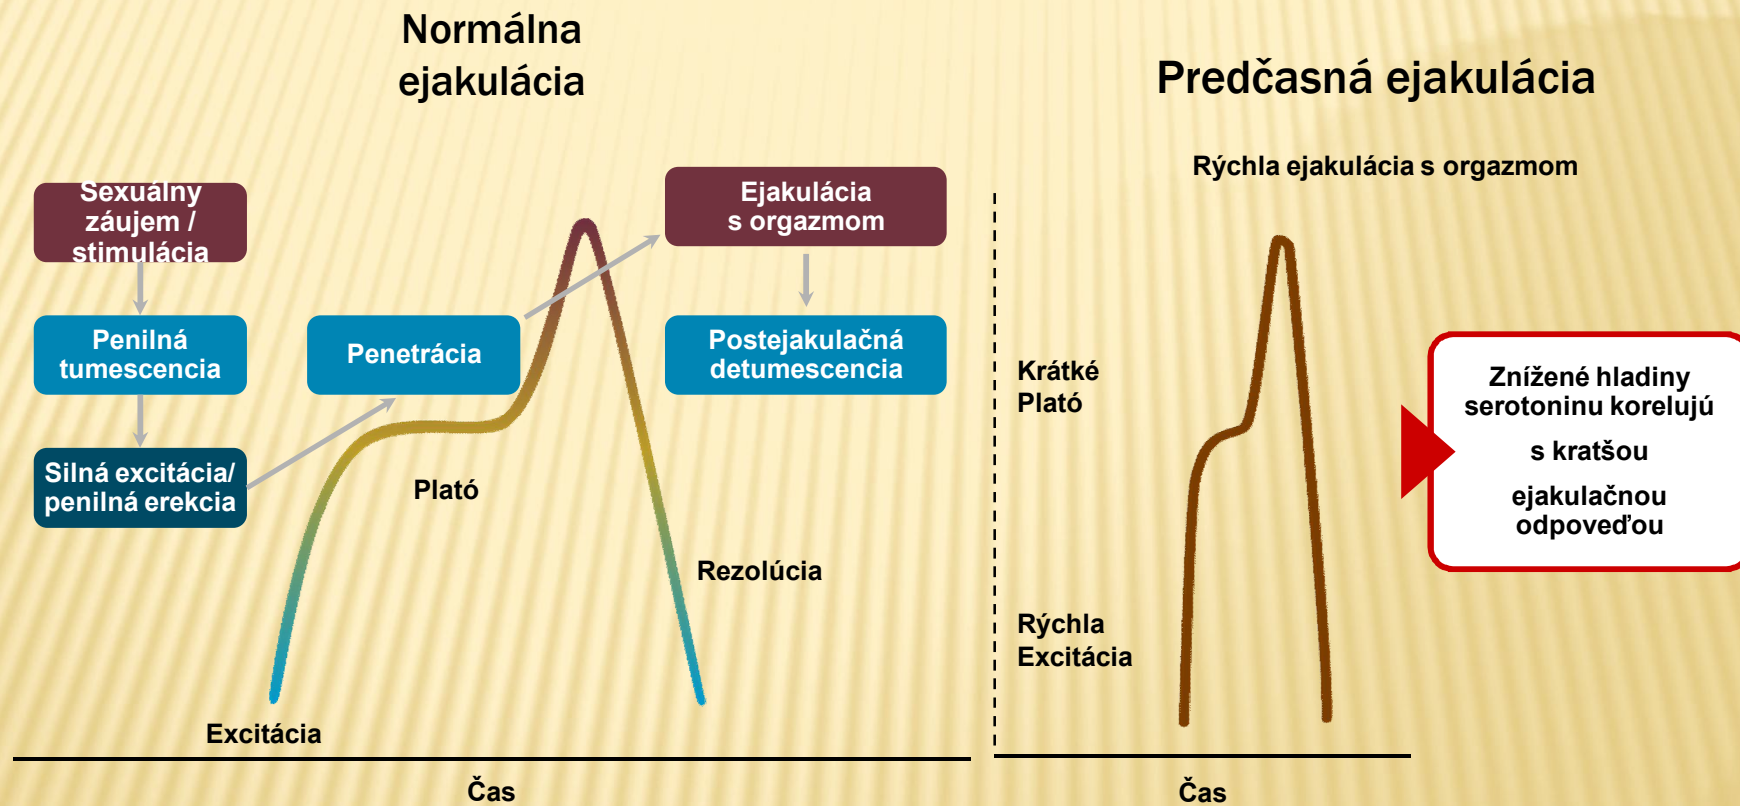 Normálna
ejakulácia
Sexuálny
záujem /
stimulácia
Penilná
tumescencia
Silná excitácia/
penilná erekcia
Penetrácia
Ejakulácia
s orgazmom
Postejakulačná
detumescencia
Plató
Rezolúcia
Excitácia
Čas
Predčasná ejakulácia
Rýchla ejakulácia s orgazmom
Krátké
Plató
Rýchla
Excitácia
Čas
Znížené hladiny
serotoninu korelujú
s kratšou
ejakulačnou
odpoveďou